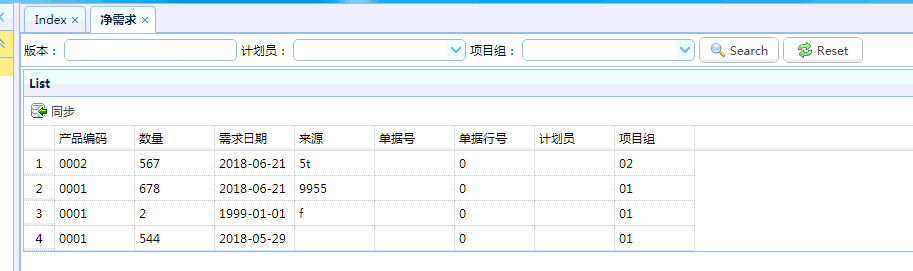 Index × 净需求 ×
版本： 计划员： 项目组： Search Reset
List
同步
产品编码 数量 需求日期 来源 单据号 单据行号 计划员 项目组
1 0002 567 2018-06-21 5t 0 02
2 0001 678 2018-06-21 9955 0 01
3 0001 2 1999-01-01 f 0 01
4 0001 544 2018-05-29 0 01